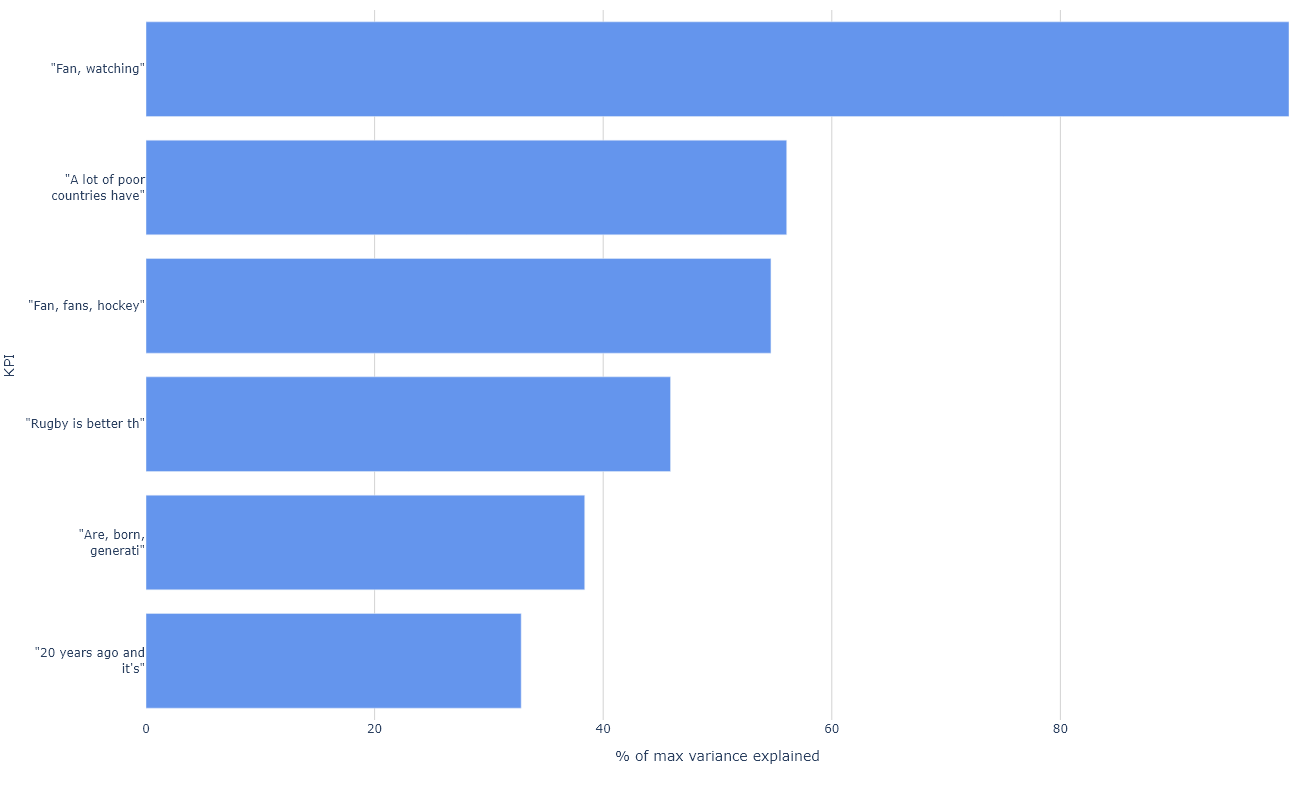 "Fan, watching"
"A lot of poor
countries have"
"Fan, fans, hockey"
KPI
"Rugby is better th"
"Are, born,
generati"
"20 years ago and
it's"
0 20 40 60 80
% of max variance explained